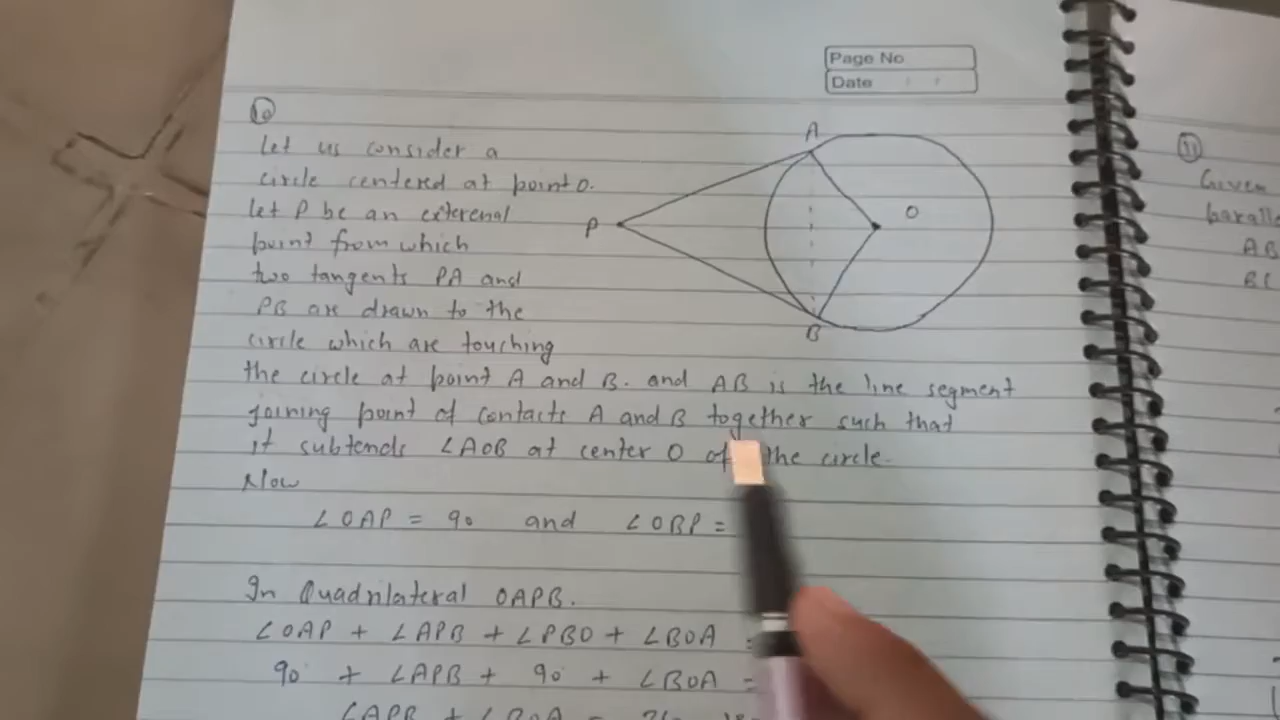 Page No
Date
10
Let us consider a
circle centered at point O.
let P be an external
point from which
two tangents PA and
PB are drawn to the
circle which are touching
the circle at point A and B. and AB is the line segment
joining point of contacts A and B together such that
it subtends ∠AOB at center O of the circle.
Now
∠OAP = 90 and ∠OBP =
In Quadrilateral OAPB.
∠OAP + ∠APB + ∠PBO + ∠BOA =
90° + ∠APB + 90° + ∠BOA =
∠APB + ∠BOA =
A
O
P
B
11
Given
AB
BC